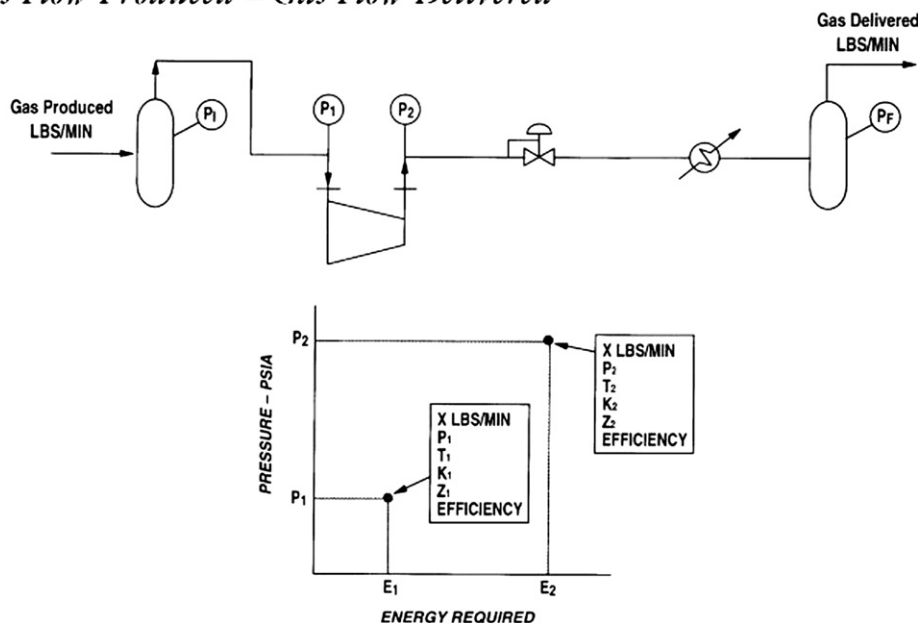 Gas Delivered
LBS/MIN
Gas Produced
LBS/MIN
PI
P1
P2
PF
P2
X LBS/MIN
P2
T2
K2
Z2
EFFICIENCY
X LBS/MIN
P1
T1
K1
Z1
EFFICIENCY
PRESSURE – PSIA
P1
E1
E2
ENERGY REQUIRED